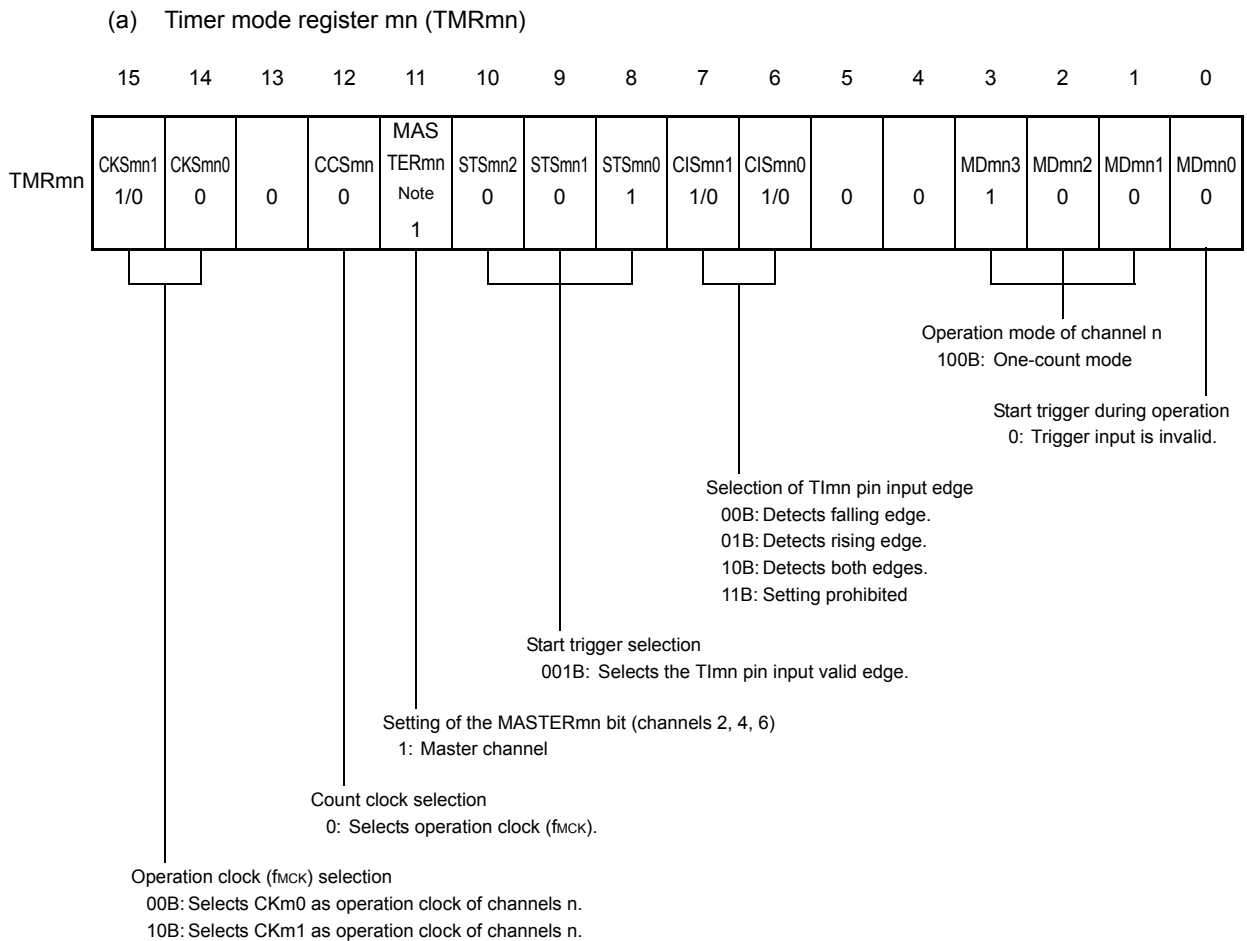 (a) Timer mode register mn (TMRmn)
15 14 13 12 11 10 9 8 7 6 5 4 3 2 1 0
MAS
TMRmn CKSmn1 CKSmn0 CCSmn TERmn STSmn2 STSmn1 STSmn0 CISmn1 CISmn0 MDmn3 MDmn2 MDmn1 MDmn0
1/0 0 0 0 Note 0 0 1 1/0 1/0 0 0 1 0 0 0
1
Operation mode of channel n
100B: One-count mode
Start trigger during operation
0: Trigger input is invalid.
Selection of TImn pin input edge
00B: Detects falling edge.
01B: Detects rising edge.
10B: Detects both edges.
11B: Setting prohibited
Start trigger selection
001B: Selects the TImn pin input valid edge.
Setting of the MASTERmn bit (channels 2, 4, 6)
1: Master channel
Count clock selection
0: Selects operation clock (fMCK).
Operation clock (fMCK) selection
00B: Selects CKm0 as operation clock of channels n.
10B: Selects CKm1 as operation clock of channels n.